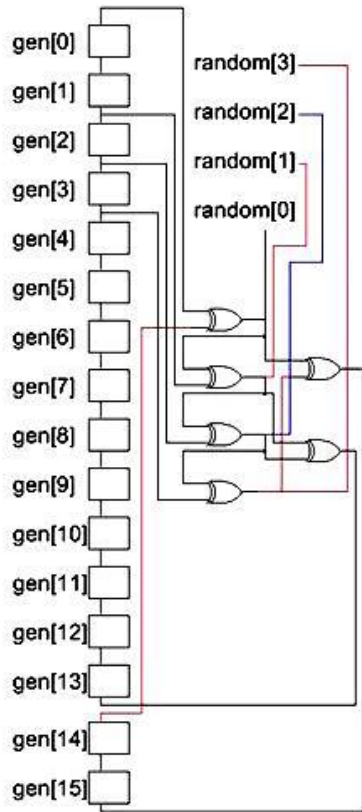 gen[0]
gen[1]
gen[2]
gen[3]
gen[4]
gen[5]
gen[6]
gen[7]
gen[8]
gen[9]
gen[10]
gen[11]
gen[12]
gen[13]
gen[14]
gen[15]
random[3]
random[2]
random[1]
random[0]